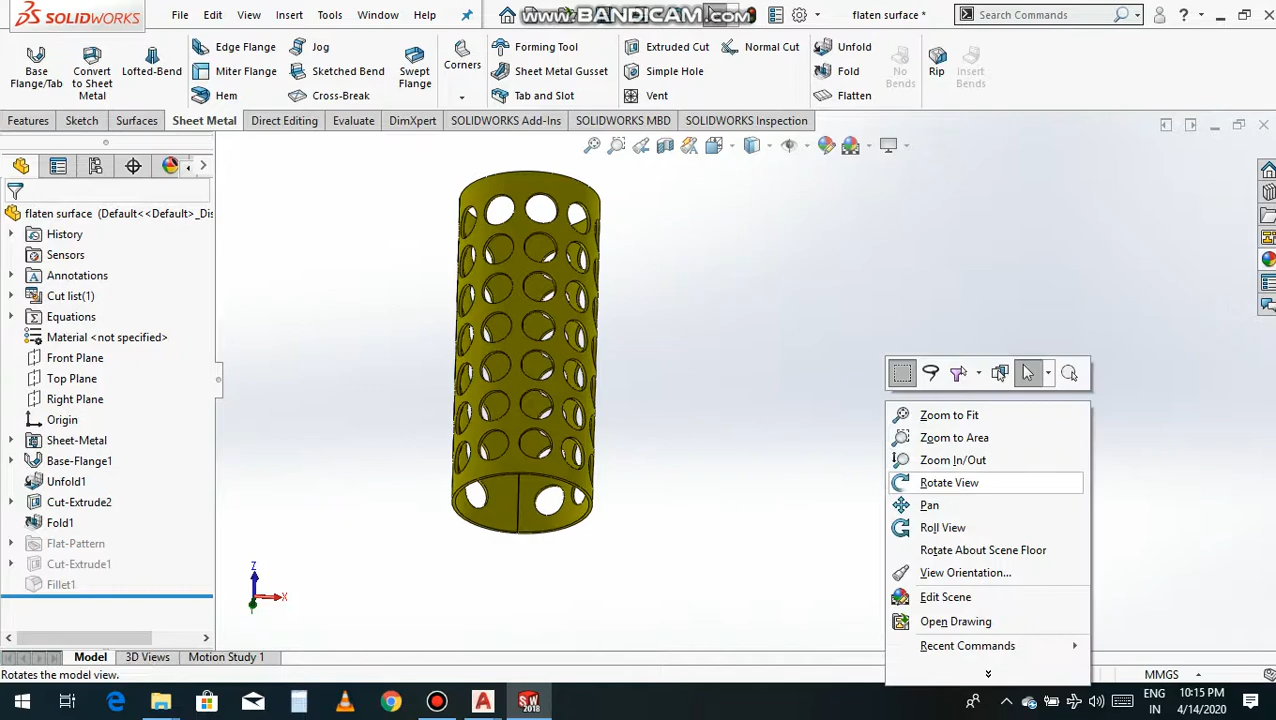 SOLIDWORKS
File Edit View Insert Tools Window Help
www.BANDICAM.com
flaten surface *
Search Commands
Base Flange/Tab
Convert to Sheet Metal
Lofted-Bend
Edge Flange
Miter Flange
Hem
Jog
Sketched Bend
Cross-Break
Swept Flange
Corners
Forming Tool
Sheet Metal Gusset
Tab and Slot
Extruded Cut
Simple Hole
Vent
Normal Cut
Unfold
Fold
Flatten
No Bends
Rip
Insert Bends
Features Sketch Surfaces Sheet Metal Direct Editing Evaluate DimXpert SOLIDWORKS Add-Ins SOLIDWORKS MBD SOLIDWORKS Inspection
flaten surface (Default<<Default>_Dis
History
Sensors
Annotations
Cut list(1)
Equations
Material <not specified>
Front Plane
Top Plane
Right Plane
Origin
Sheet-Metal
Base-Flange1
Unfold1
Cut-Extrude2
Fold1
Flat-Pattern
Cut-Extrude1
Fillet1
Z
X
Zoom to Fit
Zoom to Area
Zoom In/Out
Rotate View
Pan
Roll View
Rotate About Scene Floor
View Orientation...
Edit Scene
Open Drawing
Recent Commands
Model 3D Views Motion Study 1
Rotates the model view.
MMGS
SW 2018
ENG
IN
10:15 PM
4/14/2020